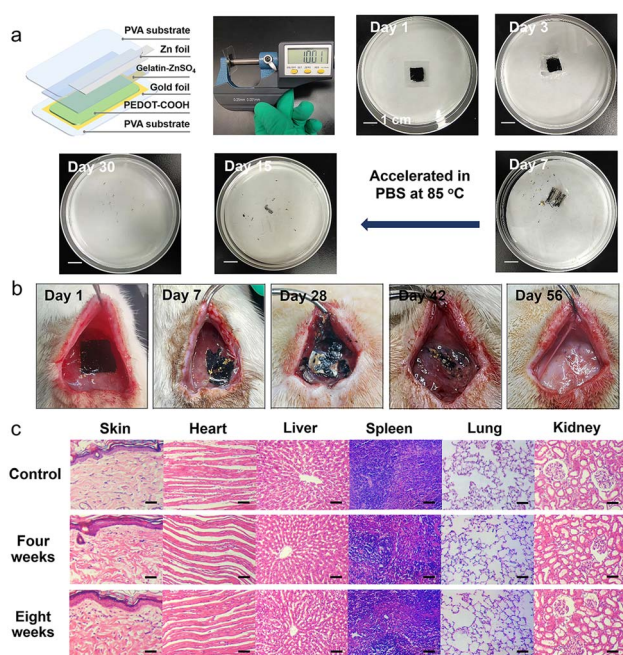 a
PVA substrate
Zn foil
Gelatin-ZnSO₄
Gold foil
PEDOT-COOH
PVA substrate
Day 1
1 cm
Day 3
Day 30
Day 15
Accelerated in
PBS at 85 °C
Day 7
b
Day 1
Day 7
Day 28
Day 42
Day 56
c
Skin
Heart
Liver
Spleen
Lung
Kidney
Control
Four
weeks
Eight
weeks